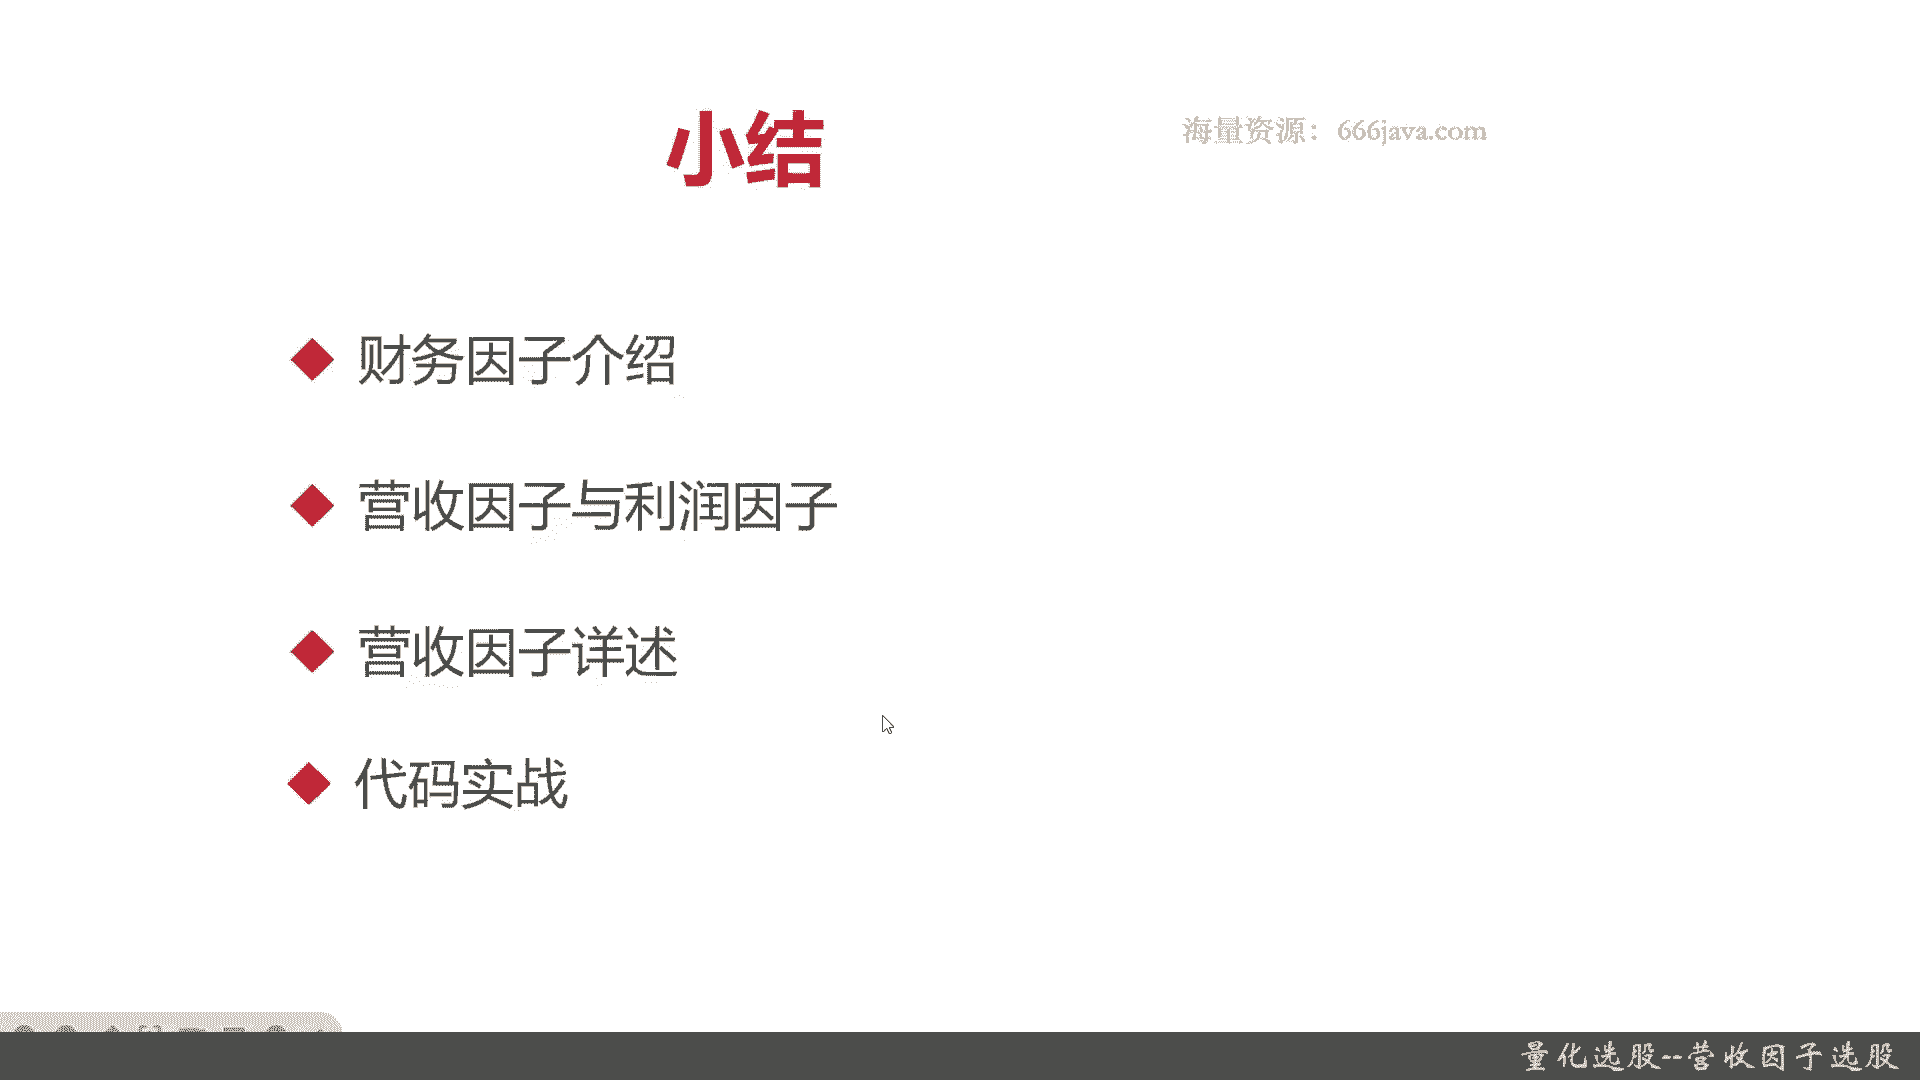 小结
海量资源：666java.com
财务因子介绍
营收因子与利润因子
营收因子详述
代码实战
量化选股--营收因子选股